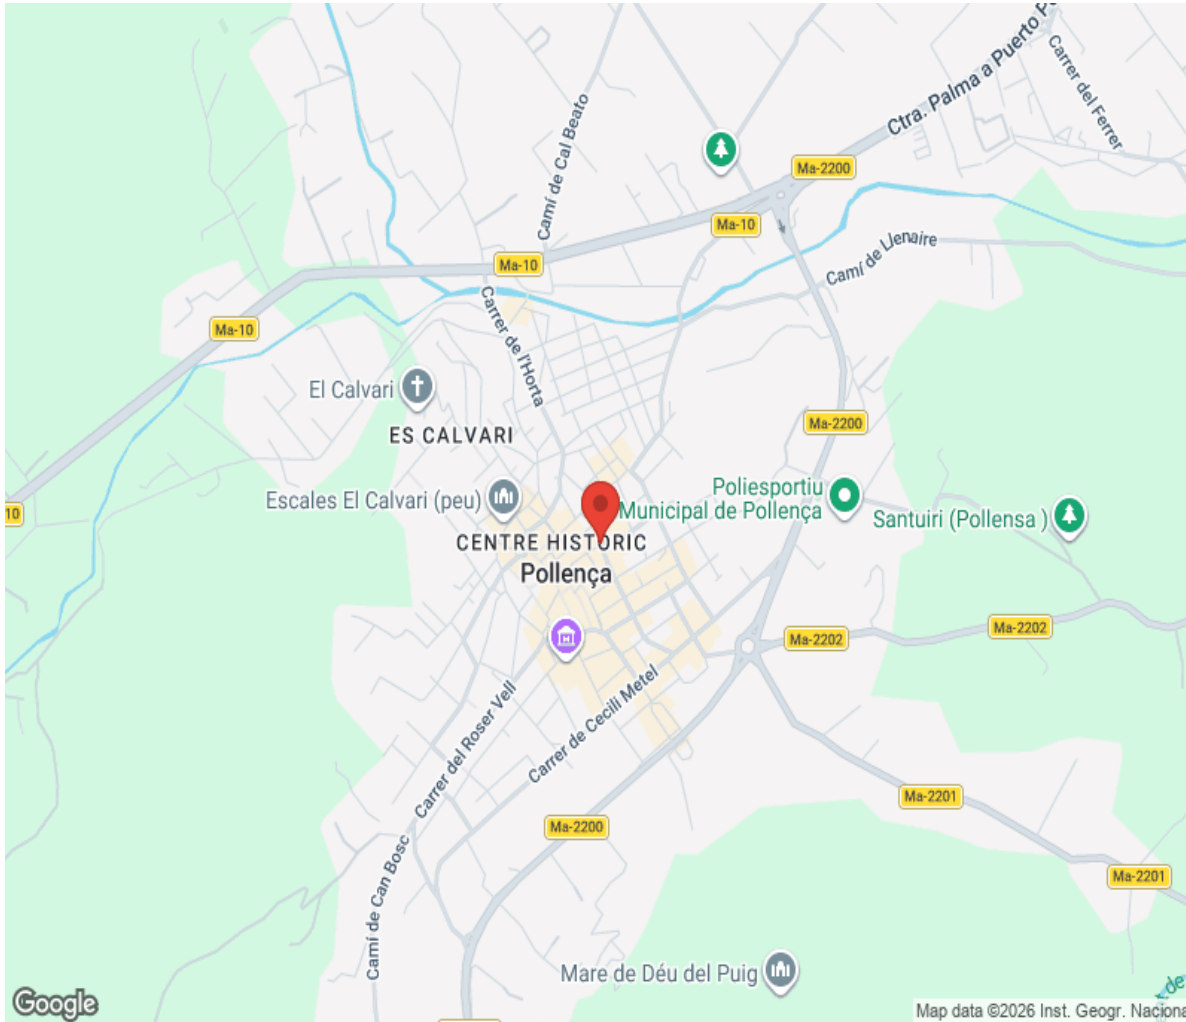 Ctra. Palma a Puerto Po
Carrer del Ferrer
Camí de Cal Beato
Ma-2200
Ma-10
Camí de Llenaire
Ma-10
Carrer de l'Horta
Ma-10
El Calvari
ES CALVARI
Ma-2200
Escales El Calvari (peu)
Poliesportiu
Municipal de Pollença
Santuiri (Pollensa )
10
CENTRE HISTÒRIC
Pollença
Ma-2202
Ma-2202
Carrer de Cecili Metel
Carrer del Roser Vell
Ma-2201
Ma-2200
Ma-2201
Camí de Can Bosc
Mare de Déu del Puig
Google
Map data ©2026 Inst. Geogr. Naciona